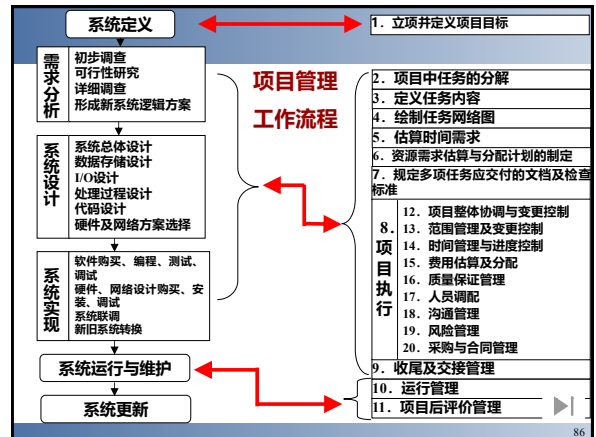 系统定义
需求分析
初步调查
可行性研究
详细调查
形成新系统逻辑方案
系统设计
系统总体设计
数据存储设计
I/O设计
处理过程设计
代码设计
硬件及网络方案选择
系统实现
软件购买、编程、测试、
调试
硬件、网络设计购买、安
装、调试
系统联调
新旧系统转换
系统运行与维护
系统更新
项目管理
工作流程
1. 立项并定义项目目标
2. 项目中任务的分解
3. 定义任务内容
4. 绘制任务网络图
5. 估算时间需求
6. 资源需求估算与分配计划的制定
7. 规定多项任务应交付的文档及检查
标准
8.项目执行
12. 项目整体协调与变更控制
13. 范围管理及变更控制
14. 时间管理与进度控制
15. 费用估算及分配
16. 质量保证管理
17. 人员调配
18. 沟通管理
19. 风险管理
20. 采购与合同管理
9. 收尾及交接管理
10. 运行管理
11. 项目后评价管理
86